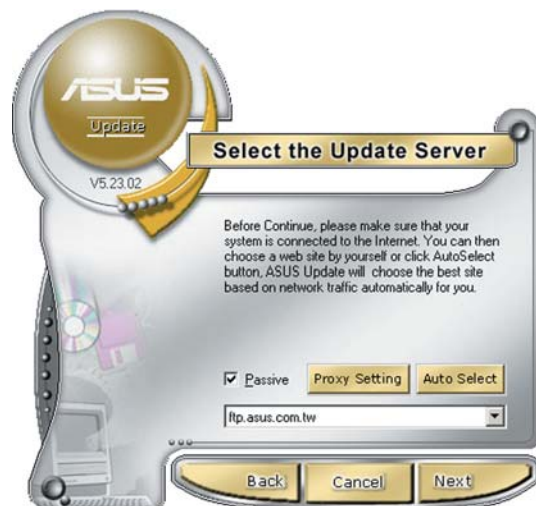 ASUS
Update
V5.23.02
Select the Update Server
Before Continue, please make sure that your
system is connected to the Internet. You can then
choose a web site by yourself or click AutoSelect
button, ASUS Update will choose the best site
based on network traffic automatically for you.
Passive
Proxy Setting
Auto Select
ftp.asus.com.tw
Back
Cancel
Next